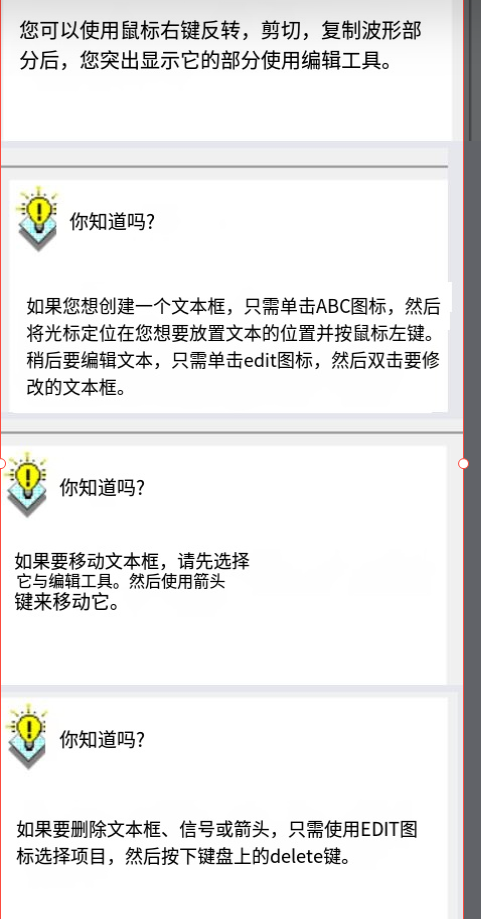 您可以使用鼠标右键反转，剪切，复制波形部
分后，您突出显示它的部分使用编辑工具。
你知道吗?
如果您想创建一个文本框，只需单击ABC图标，然后
将光标定位在您想要放置文本的位置并按鼠标左键。
稍后要编辑文本，只需单击edit图标，然后双击要修
改的文本框。
你知道吗?
如果要移动文本框，请先选择
它与编辑工具。然后使用箭头
键来移动它。
你知道吗?
如果要删除文本框、信号或箭头，只需使用EDIT图
标选择项目，然后按下键盘上的delete键。